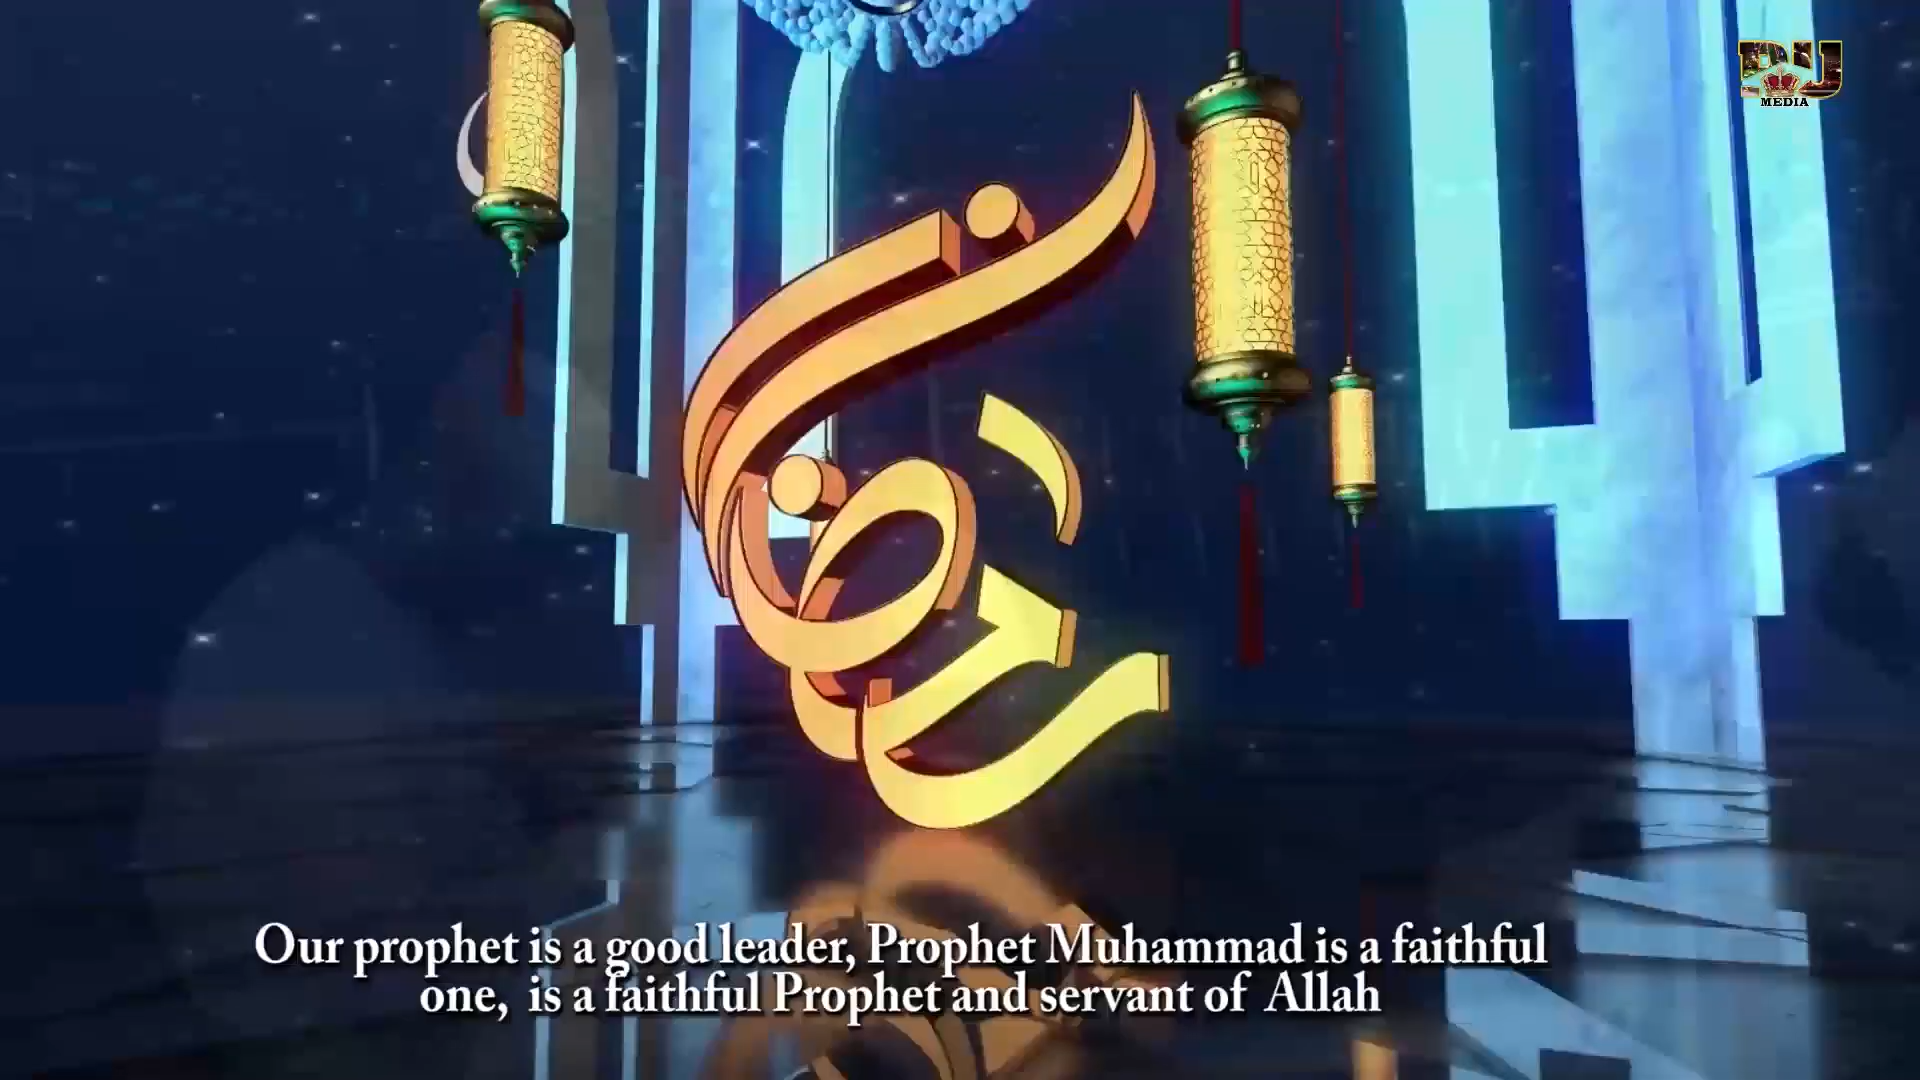 DIJ
MEDIA
رمضان
Our prophet is a good leader, Prophet Muhammad is a faithful
one, is a faithful Prophet and servant of Allah